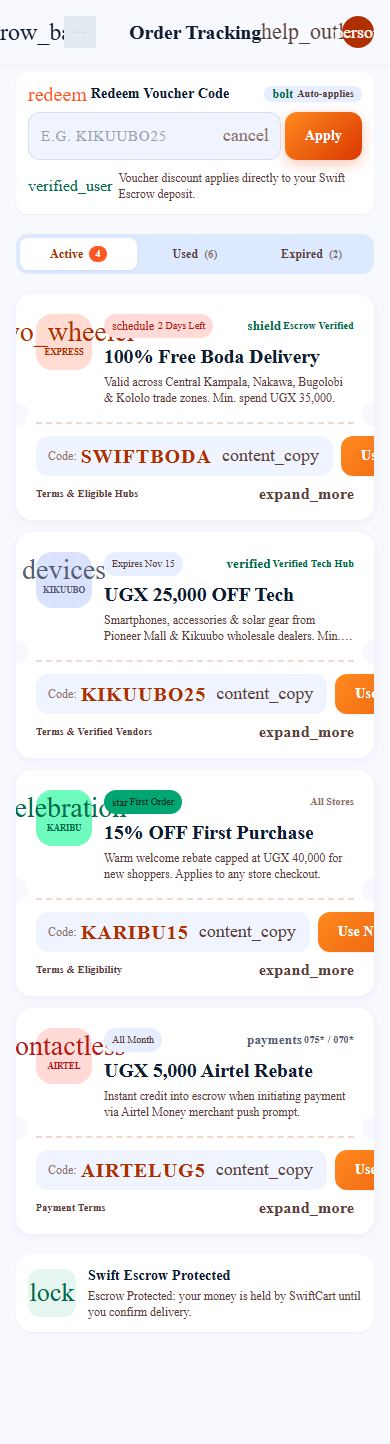 Order Tracking
redeem Redeem Voucher Code
bolt Auto-applies
E.G. KIKUUBO25 cancel
Apply
verified_user Voucher discount applies directly to your Swift
Escrow deposit.
Active 4
Used (6)
Expired (2)
schedule 2 Days Left
shield Escrow Verified
EXPRESS
100% Free Boda Delivery
Valid across Central Kampala, Nakawa, Bugolobi
& Kololo trade zones. Min. spend UGX 35,000.
Code: SWIFTBODA content_copy
Us
Terms & Eligible Hubs
expand_more
devices
KIKUUBO
Expires Nov 15
verified Verified Tech Hub
UGX 25,000 OFF Tech
Smartphones, accessories & solar gear from
Pioneer Mall & Kikuubo wholesale dealers. Min....
Code: KIKUUBO25 content_copy
Use
Terms & Verified Vendors
expand_more
elebration
KARIBU
star First Order
All Stores
15% OFF First Purchase
Warm welcome rebate capped at UGX 40,000 for
new shoppers. Applies to any store checkout.
Code: KARIBU15 content_copy
Use N
Terms & Eligibility
expand_more
ontactless
AIRTEL
All Month
payments 075* / 070*
UGX 5,000 Airtel Rebate
Instant credit into escrow when initiating payment
via Airtel Money merchant push prompt.
Code: AIRTELUG5 content_copy
Use
Payment Terms
expand_more
lock
Swift Escrow Protected
Escrow Protected: your money is held by SwiftCart until
you confirm delivery.